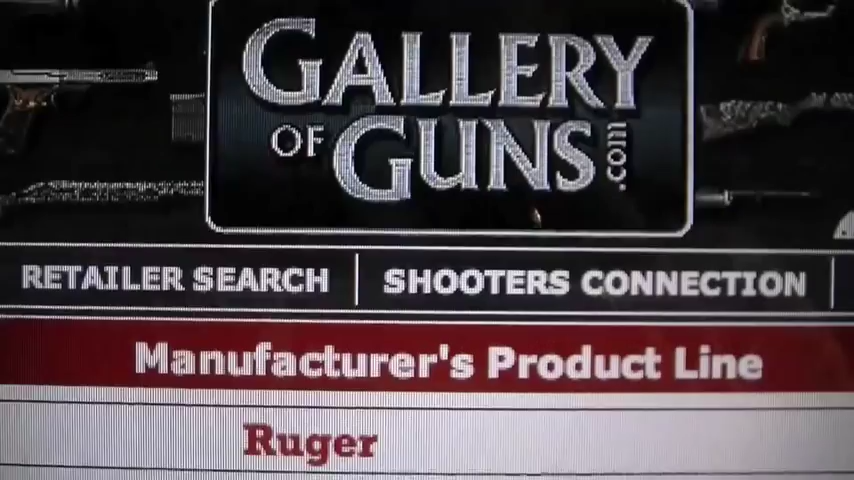 GALLERY
OF GUNS.com
RETAILER SEARCH SHOOTERS CONNECTION
Manufacturer's Product Line
Ruger